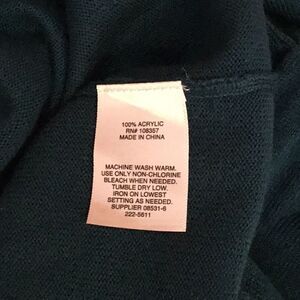 100% ACRYLIC
RN# 108357
MADE IN CHINA
MACHINE WASH WARM.
USE ONLY NON-CHLORINE
BLEACH WHEN NEEDED.
TUMBLE DRY LOW.
IRON ON LOWEST
SETTING AS NEEDED.
SUPPLIER 08531-6
222-5811